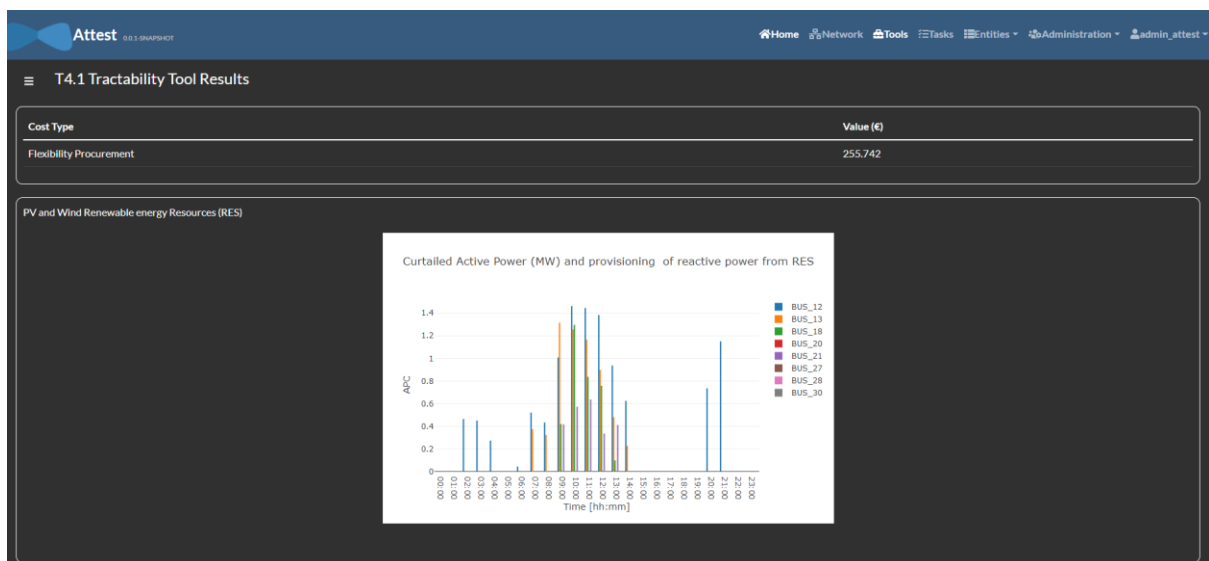 Attest 0.0.1-SNAPSHOT Home Network Tools Tasks Entities Administration admin_attest
T4.1 Tractability Tool Results
Cost Type Value (€)
Flexibility Procurement 255.742
PV and Wind Renewable energy Resources (RES)
Curtailed Active Power (MW) and provisioning of reactive power from RES
BUS_12
BUS_13
BUS_18
BUS_20
BUS_21
BUS_27
BUS_28
BUS_30
1.4
1.2
1
0.8
0.6
0.4
0.2
0
APC
00:00
01:00
02:00
03:00
04:00
05:00
06:00
07:00
08:00
09:00
10:00
11:00
12:00
13:00
14:00
15:00
16:00
17:00
18:00
19:00
20:00
21:00
22:00
23:00
Time [hh:mm]